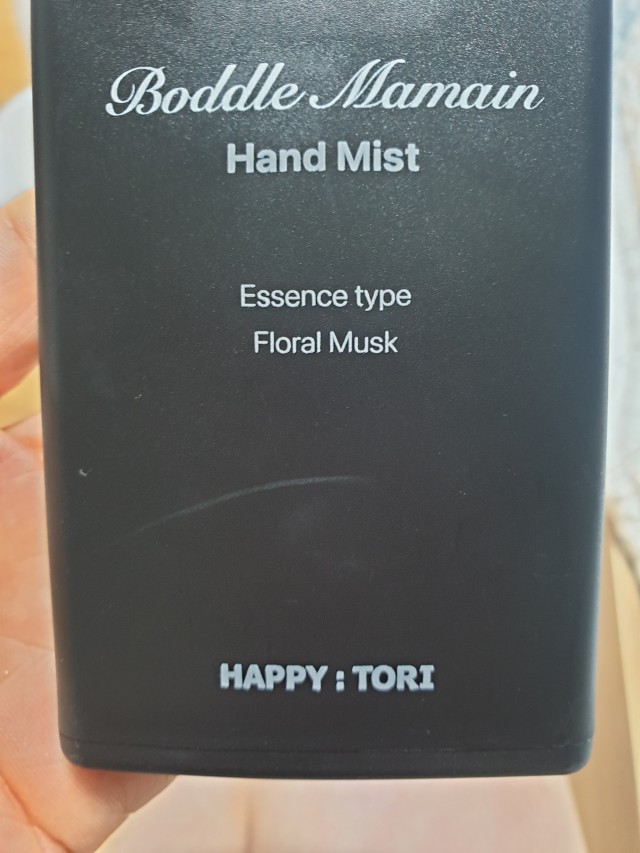 Boddle Mamain
Hand Mist
Essence type
Floral Musk
HAPPY : TORI